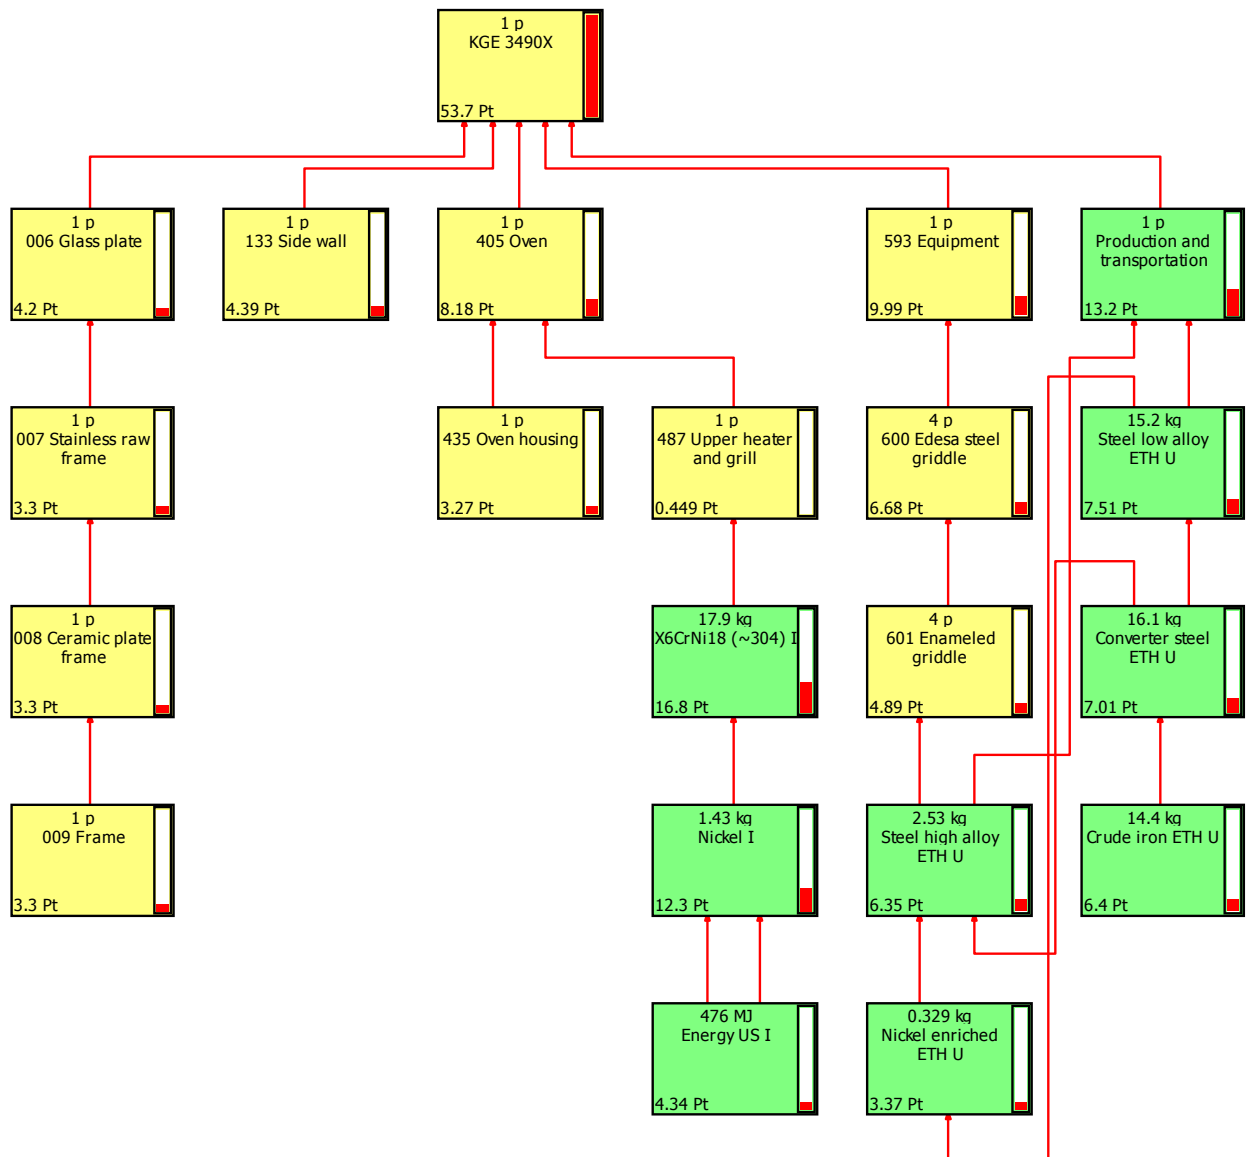 1 p
KGE 3490X
53.7 Pt
1 p
006 Glass plate
4.2 Pt
1 p
133 Side wall
4.39 Pt
1 p
405 Oven
8.18 Pt
1 p
593 Equipment
9.99 Pt
1 p
Production and
transportation
13.2 Pt
1 p
007 Stainless raw
frame
3.3 Pt
1 p
435 Oven housing
3.27 Pt
1 p
487 Upper heater
and grill
0.449 Pt
4 p
600 Edesa steel
griddle
6.68 Pt
15.2 kg
Steel low alloy
ETH U
7.51 Pt
1 p
008 Ceramic plate
frame
3.3 Pt
17.9 kg
X6CrNi18 (~304) I
16.8 Pt
4 p
601 Enameled
griddle
4.89 Pt
16.1 kg
Converter steel
ETH U
7.01 Pt
1 p
009 Frame
3.3 Pt
1.43 kg
Nickel I
12.3 Pt
2.53 kg
Steel high alloy
ETH U
6.35 Pt
14.4 kg
Crude iron ETH U
6.4 Pt
476 MJ
Energy US I
4.34 Pt
0.329 kg
Nickel enriched
ETH U
3.37 Pt